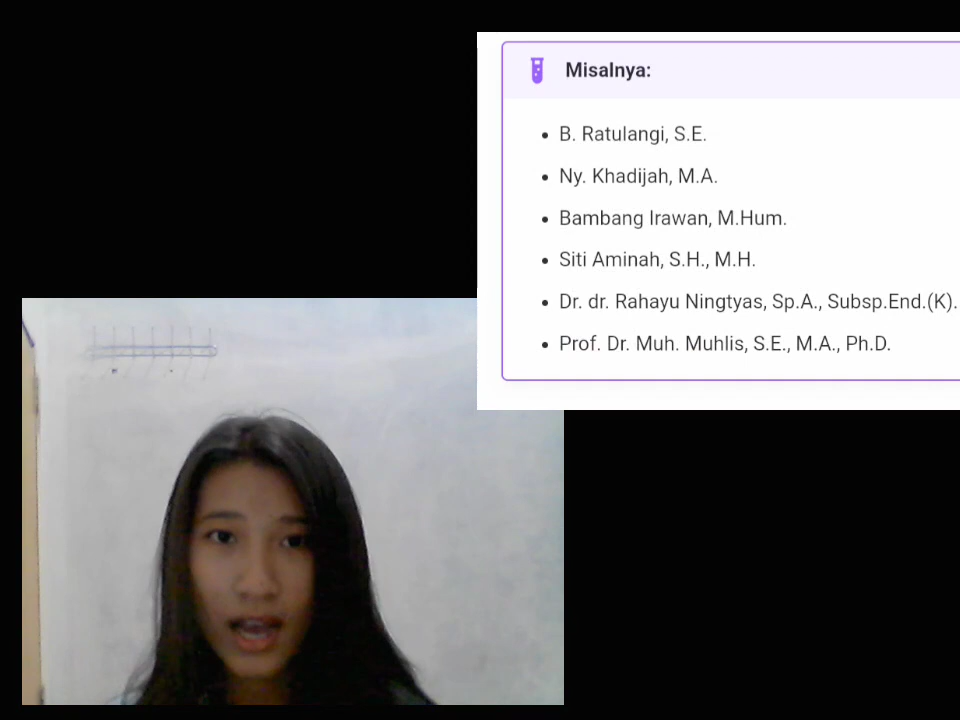 Misalnya:
B. Ratulangi, S.E.
Ny. Khadijah, M.A.
Bambang Irawan, M.Hum.
Siti Aminah, S.H., M.H.
Dr. dr. Rahayu Ningtyas, Sp.A., Subsp.End.(K).
Prof. Dr. Muh. Muhlis, S.E., M.A., Ph.D.